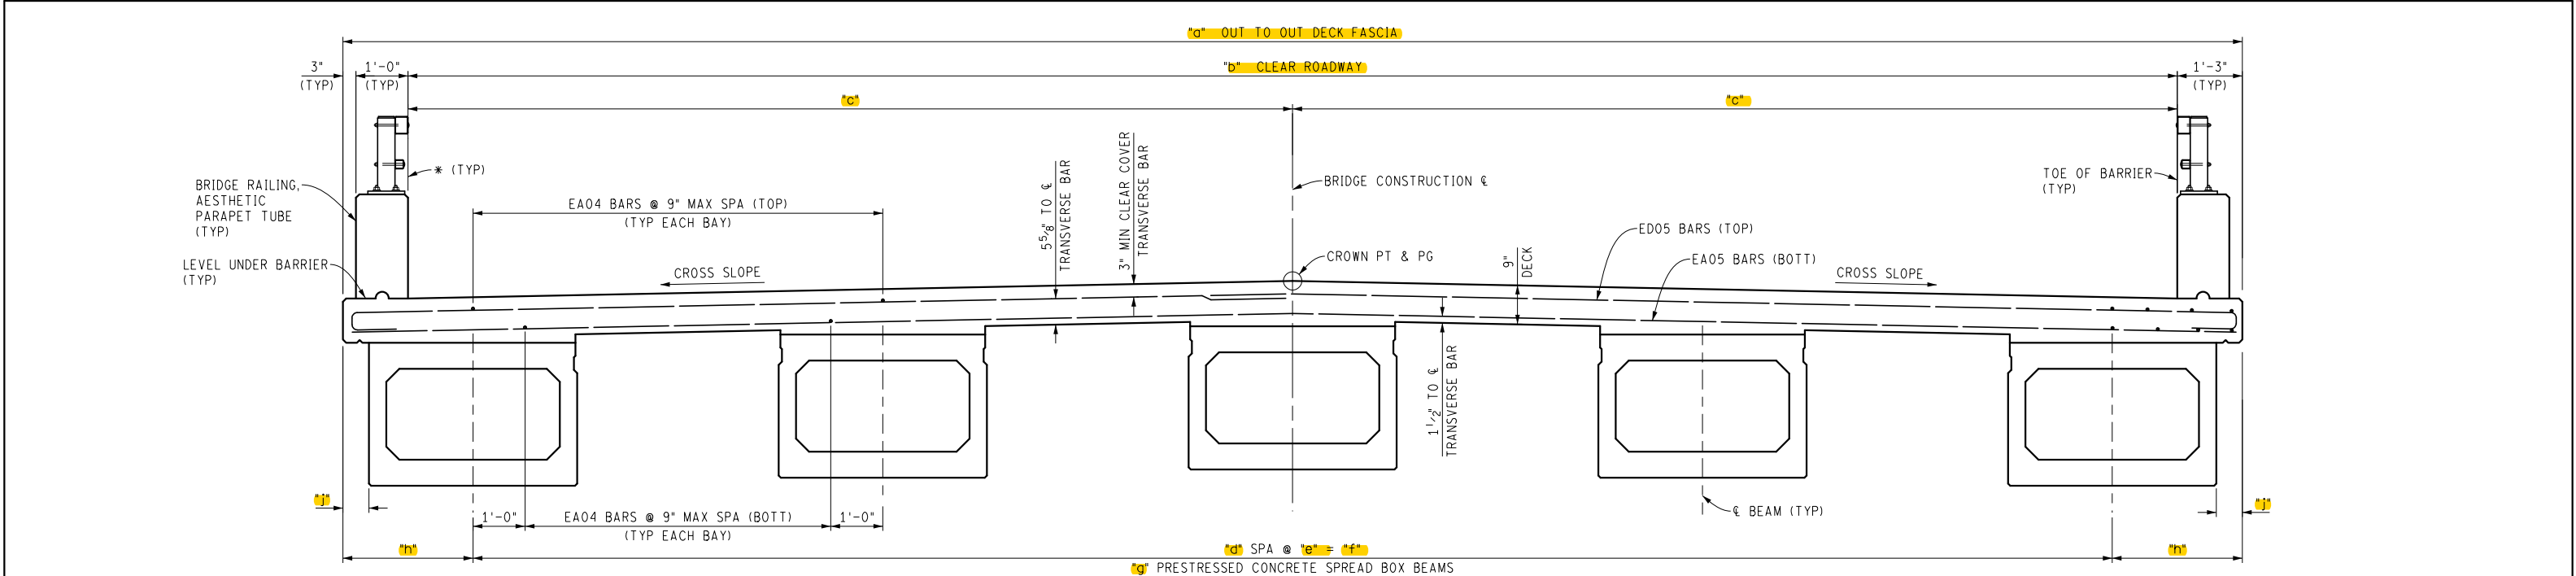 "a" OUT TO OUT DECK FASCIA
3"
(TYP)
1'-0"
(TYP)
"b" CLEAR ROADWAY
1'-3"
(TYP)
"c"
"c"
* (TYP)
BRIDGE RAILING,
AESTHETIC
PARAPET TUBE
(TYP)
EA04 BARS @ 9" MAX SPA (TOP)
(TYP EACH BAY)
5 5/8" TO ℄
TRANSVERSE BAR
3" MIN CLEAR COVER
TRANSVERSE BAR
BRIDGE CONSTRUCTION ℄
TOE OF BARRIER
(TYP)
LEVEL UNDER BARRIER
(TYP)
CROSS SLOPE
CROWN PT & PG
9"
DECK
ED05 BARS (TOP)
EA05 BARS (BOTT)
CROSS SLOPE
1 1/2" TO ℄
TRANSVERSE BAR
"j"
1'-0"
EA04 BARS @ 9" MAX SPA (BOTT)
(TYP EACH BAY)
1'-0"
℄ BEAM (TYP)
"j"
"h"
"d" SPA @ "e" = "f"
"h"
"g" PRESTRESSED CONCRETE SPREAD BOX BEAMS